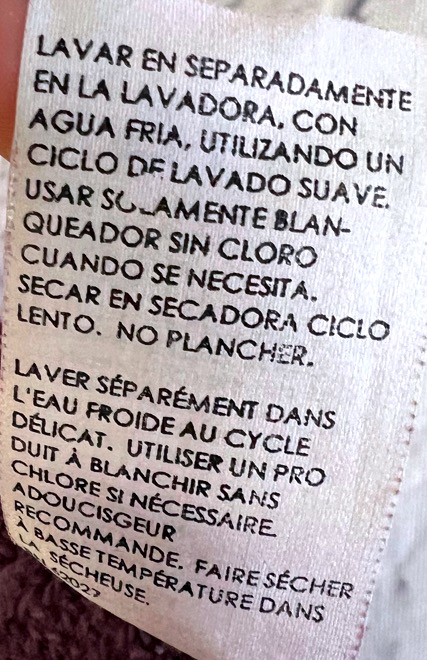 LAVAR EN SEPARADAMENTE
EN LA LAVADORA, CON
AGUA FRIA, UTILIZANDO UN
CICLO DE LAVADO SUAVE.
USAR SOLAMENTE BLAN-
QUEADOR SIN CLORO
CUANDO SE NECESITA.
SECAR EN SECADORA CICLO
LENTO. NO PLANCHER.
LAVER SÉPARÉMENT DANS
L'EAU FROIDE AU CYCLE
DÉLICAT. UTILISER UN PRO
DUIT À BLANCHIR SANS
CHLORE SI NÉCESSAIRE
ADOUCISGEUR
RECOMMANDE. FAIRE SÉCHER
À BASSE TEMPÉRATURE DANS
LA SÉCHEUSE.